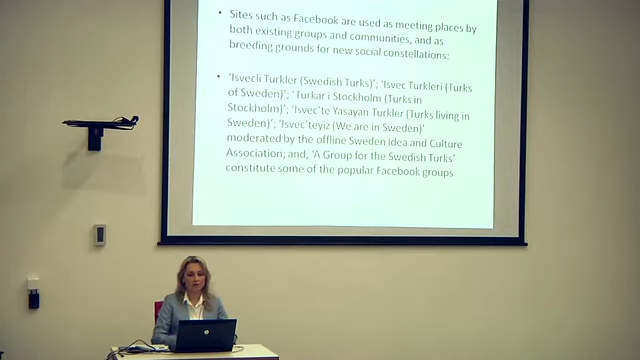 • Sites such as Facebook are used as meeting places by
both existing groups and communities, and as
breeding grounds for new social constellations:
• 'Isvecli Turkler (Swedish Turks)'; 'Isvec Turkleri (Turks
of Sweden)'; 'Turkar i Stockholm (Turks in
Stockholm)'; 'Isvec'te Yasayan Turkler (Turks living in
Sweden)'; 'Isvec'teyiz (We are in Sweden)'
moderated by the offline Sweden Idea and Culture
Association; and, 'A Group for the Swedish Turks'
constitute some of the popular Facebook groups